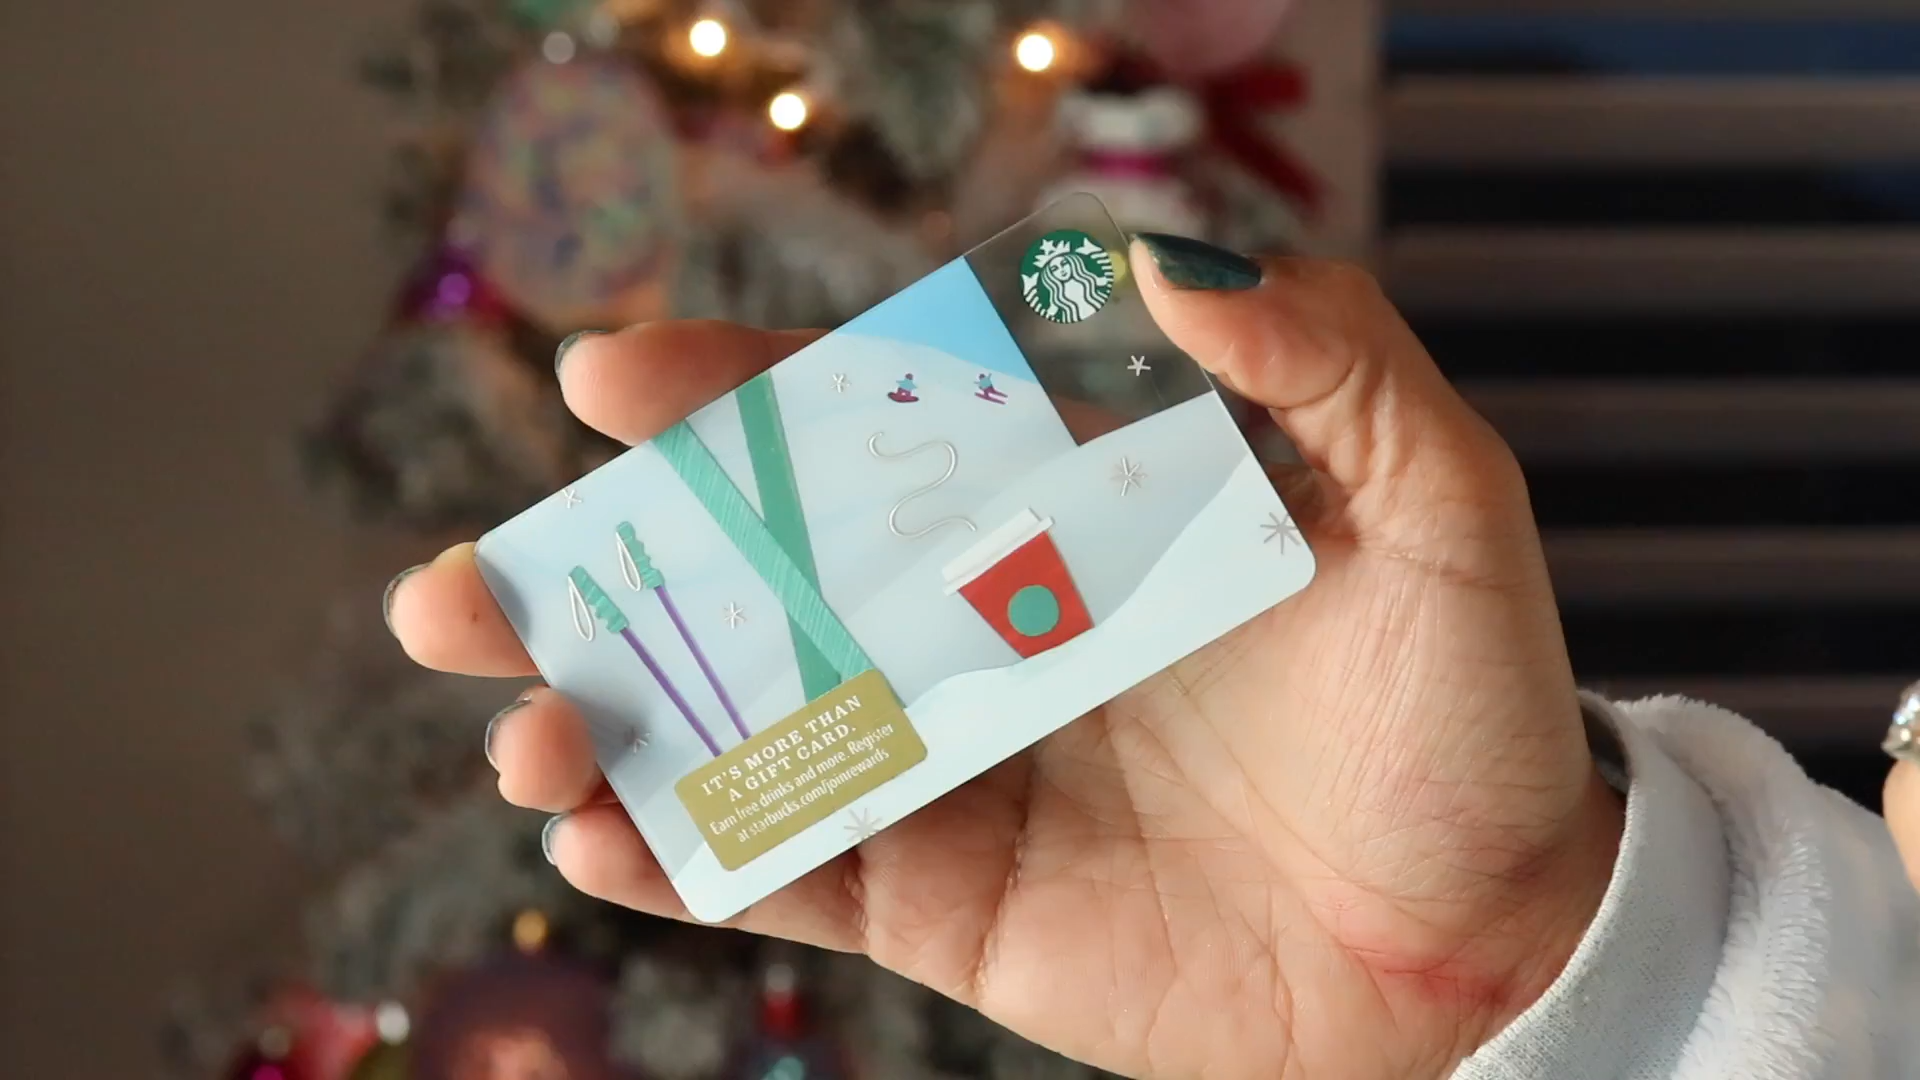 IT'S MORE THAN
A GIFT CARD.
Earn free drinks and more. Register
at starbucks.com/joinrewards